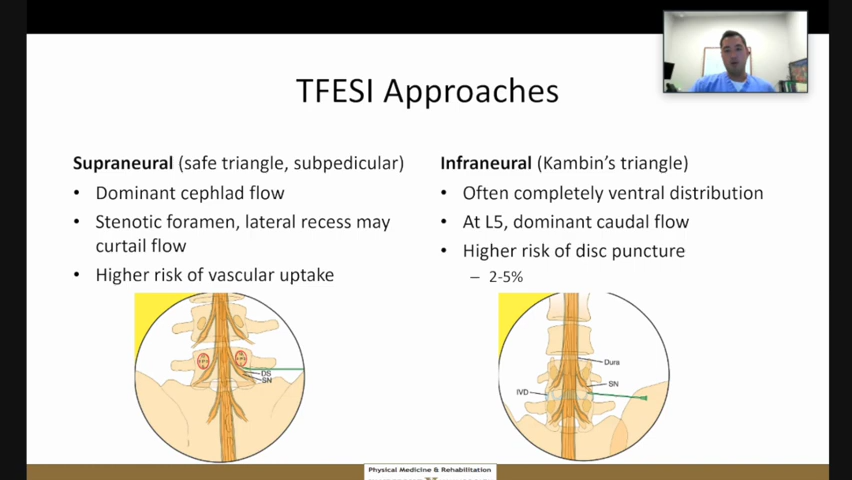 TFESI Approaches
Supraneural (safe triangle, subpedicular)
• Dominant cephlad flow
• Stenotic foramen, lateral recess may
curtail flow
• Higher risk of vascular uptake
DS
SN
Infraneural (Kambin's triangle)
• Often completely ventral distribution
• At L5, dominant caudal flow
• Higher risk of disc puncture
– 2-5%
Dura
SN
IVD
Physical Medicine & Rehabilitation